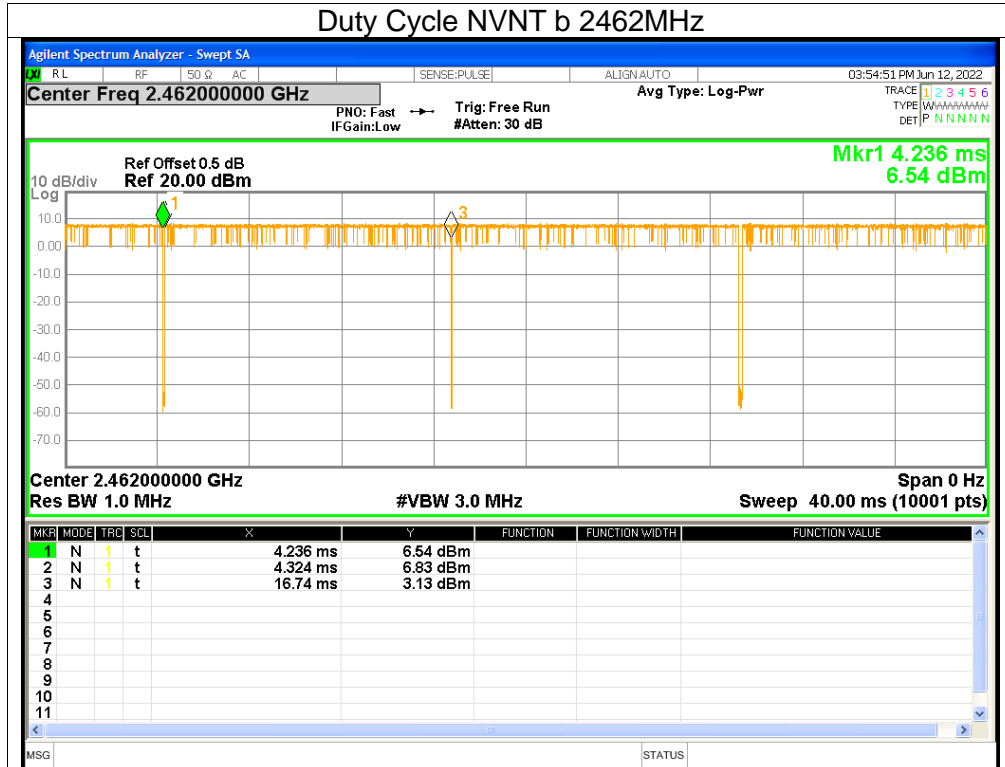 Duty Cycle NVNT b 2462MHz
Agilent Spectrum Analyzer - Swept SA
LXI RL RF 50 Ω AC SENSE:PULSE ALIGN AUTO 03:54:51 PM Jun 12, 2022
Center Freq 2.462000000 GHz
PNO: Fast
IFGain:Low
Trig: Free Run
#Atten: 30 dB
Avg Type: Log-Pwr
TRACE 1 2 3 4 5 6
TYPE
DET P N N N N N
Mkr1 4.236 ms
6.54 dBm
Ref Offset 0.5 dB
10 dB/div Ref 20.00 dBm
Log
1
3
10.0
0.00
-10.0
-20.0
-30.0
-40.0
-50.0
-60.0
-70.0
Center 2.462000000 GHz Span 0 Hz
Res BW 1.0 MHz #VBW 3.0 MHz Sweep 40.00 ms (10001 pts)
MKR MODE TRC SCL X Y FUNCTION FUNCTION WIDTH FUNCTION VALUE
1 N 1 t 4.236 ms 6.54 dBm
2 N 1 t 4.324 ms 6.83 dBm
3 N 1 t 16.74 ms 3.13 dBm
4
5
6
7
8
9
10
11
MSG STATUS